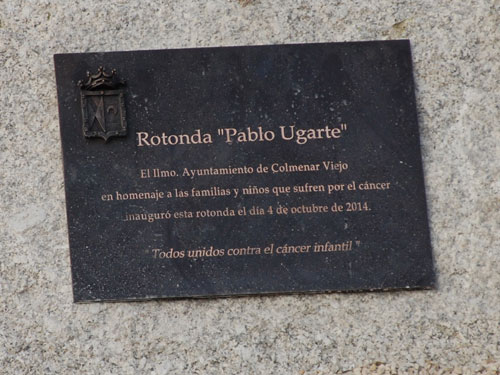 Rotonda "Pablo Ugarte"
El Ilmo. Ayuntamiento de Colmenar Viejo
en homenaje a las familias y niños que sufren por el cáncer
inauguró esta rotonda el día 4 de octubre de 2014.
"Todos unidos contra el cáncer infantil"